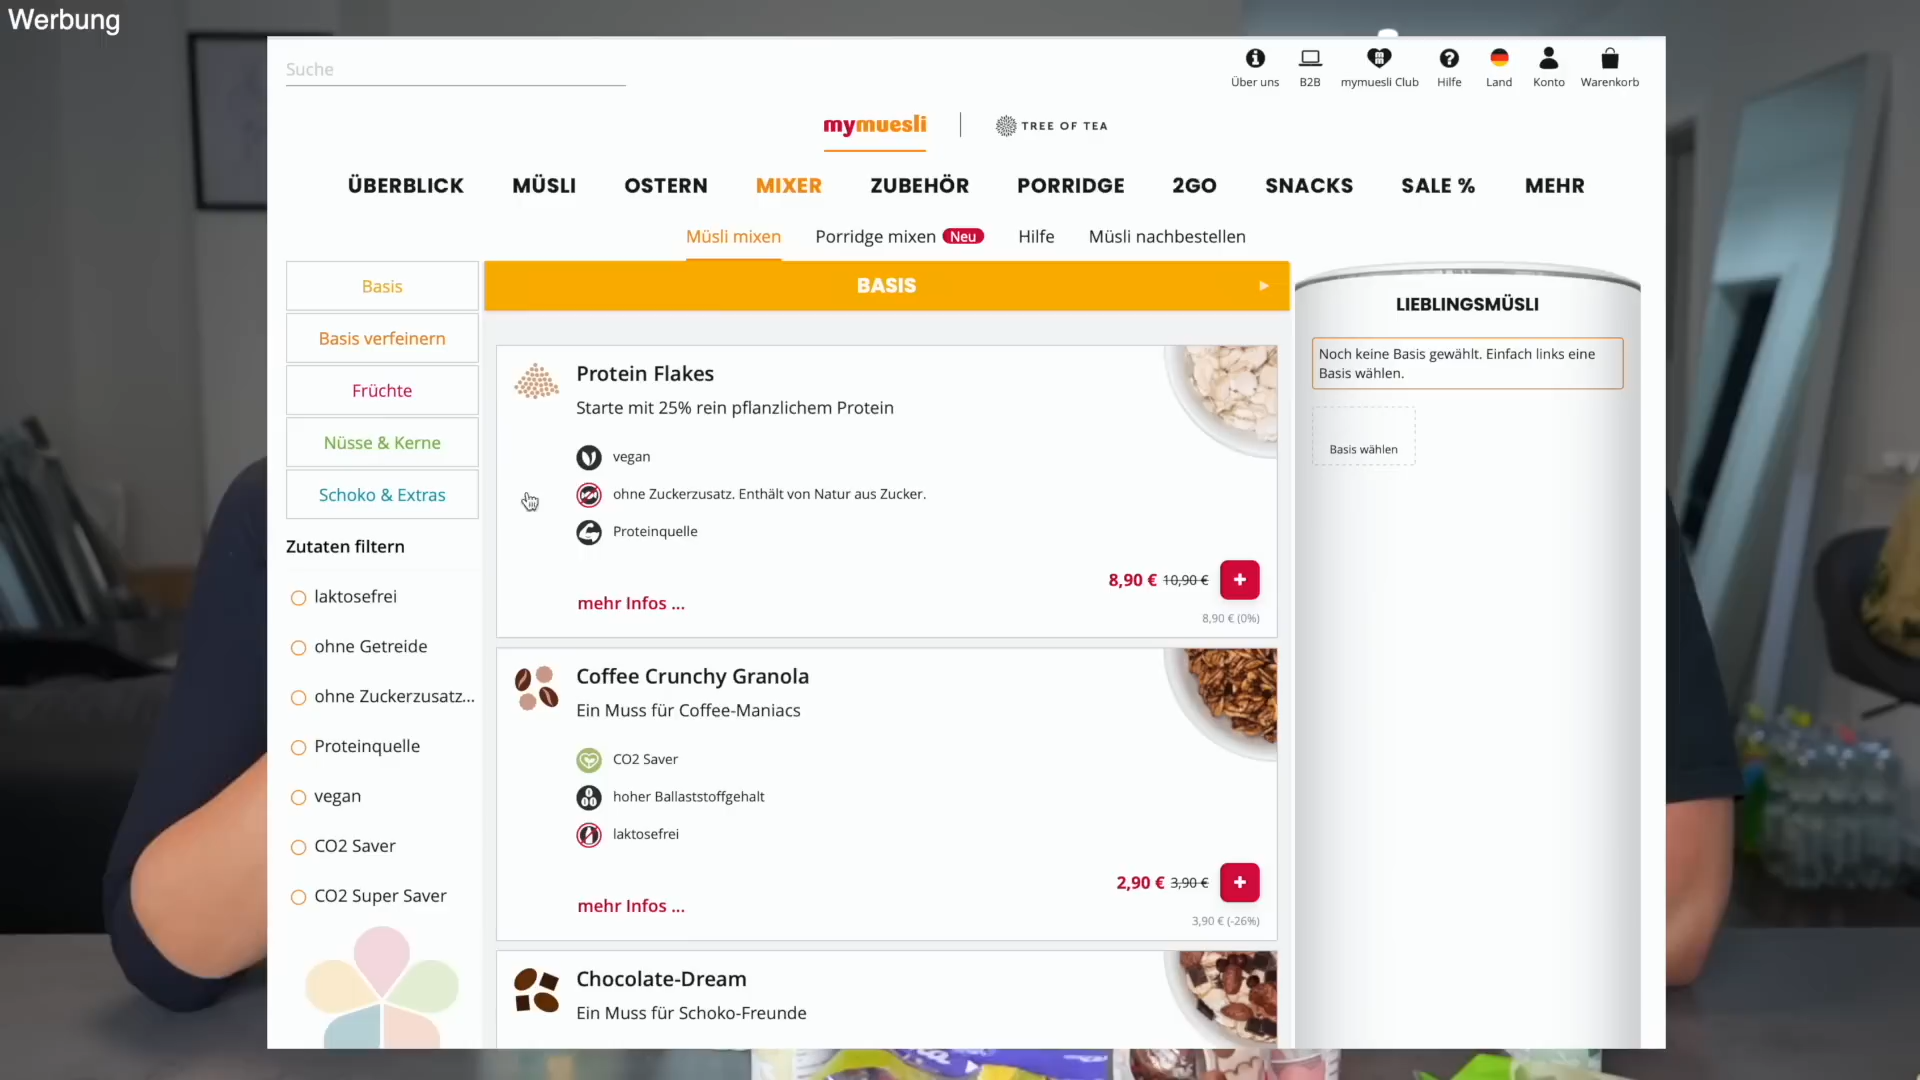 Werbung
Suche
Über uns
B2B
mymuesli Club
Hilfe
Land
Konto
Warenkorb
mymuesli
TREE OF TEA
ÜBERBLICK
MÜSLI
OSTERN
MIXER
ZUBEHÖR
PORRIDGE
2GO
SNACKS
SALE %
MEHR
Müsli mixen
Porridge mixen Neu
Hilfe
Müsli nachbestellen
Basis
Basis verfeinern
Früchte
Nüsse & Kerne
Schoko & Extras
Zutaten filtern
laktosefrei
ohne Getreide
ohne Zuckerzusatz...
Proteinquelle
vegan
CO2 Saver
CO2 Super Saver
BASIS
Protein Flakes
Starte mit 25% rein pflanzlichem Protein
vegan
ohne Zuckerzusatz. Enthält von Natur aus Zucker.
Proteinquelle
8,90 € 10,90 €
mehr Infos ...
8,90 € (0%)
Coffee Crunchy Granola
Ein Muss für Coffee-Maniacs
CO2 Saver
hoher Ballaststoffgehalt
laktosefrei
2,90 € 3,90 €
mehr Infos ...
3,90 € (-26%)
Chocolate-Dream
Ein Muss für Schoko-Freunde
LIEBLINGSMÜSLI
Noch keine Basis gewählt. Einfach links eine
Basis wählen.
Basis wählen